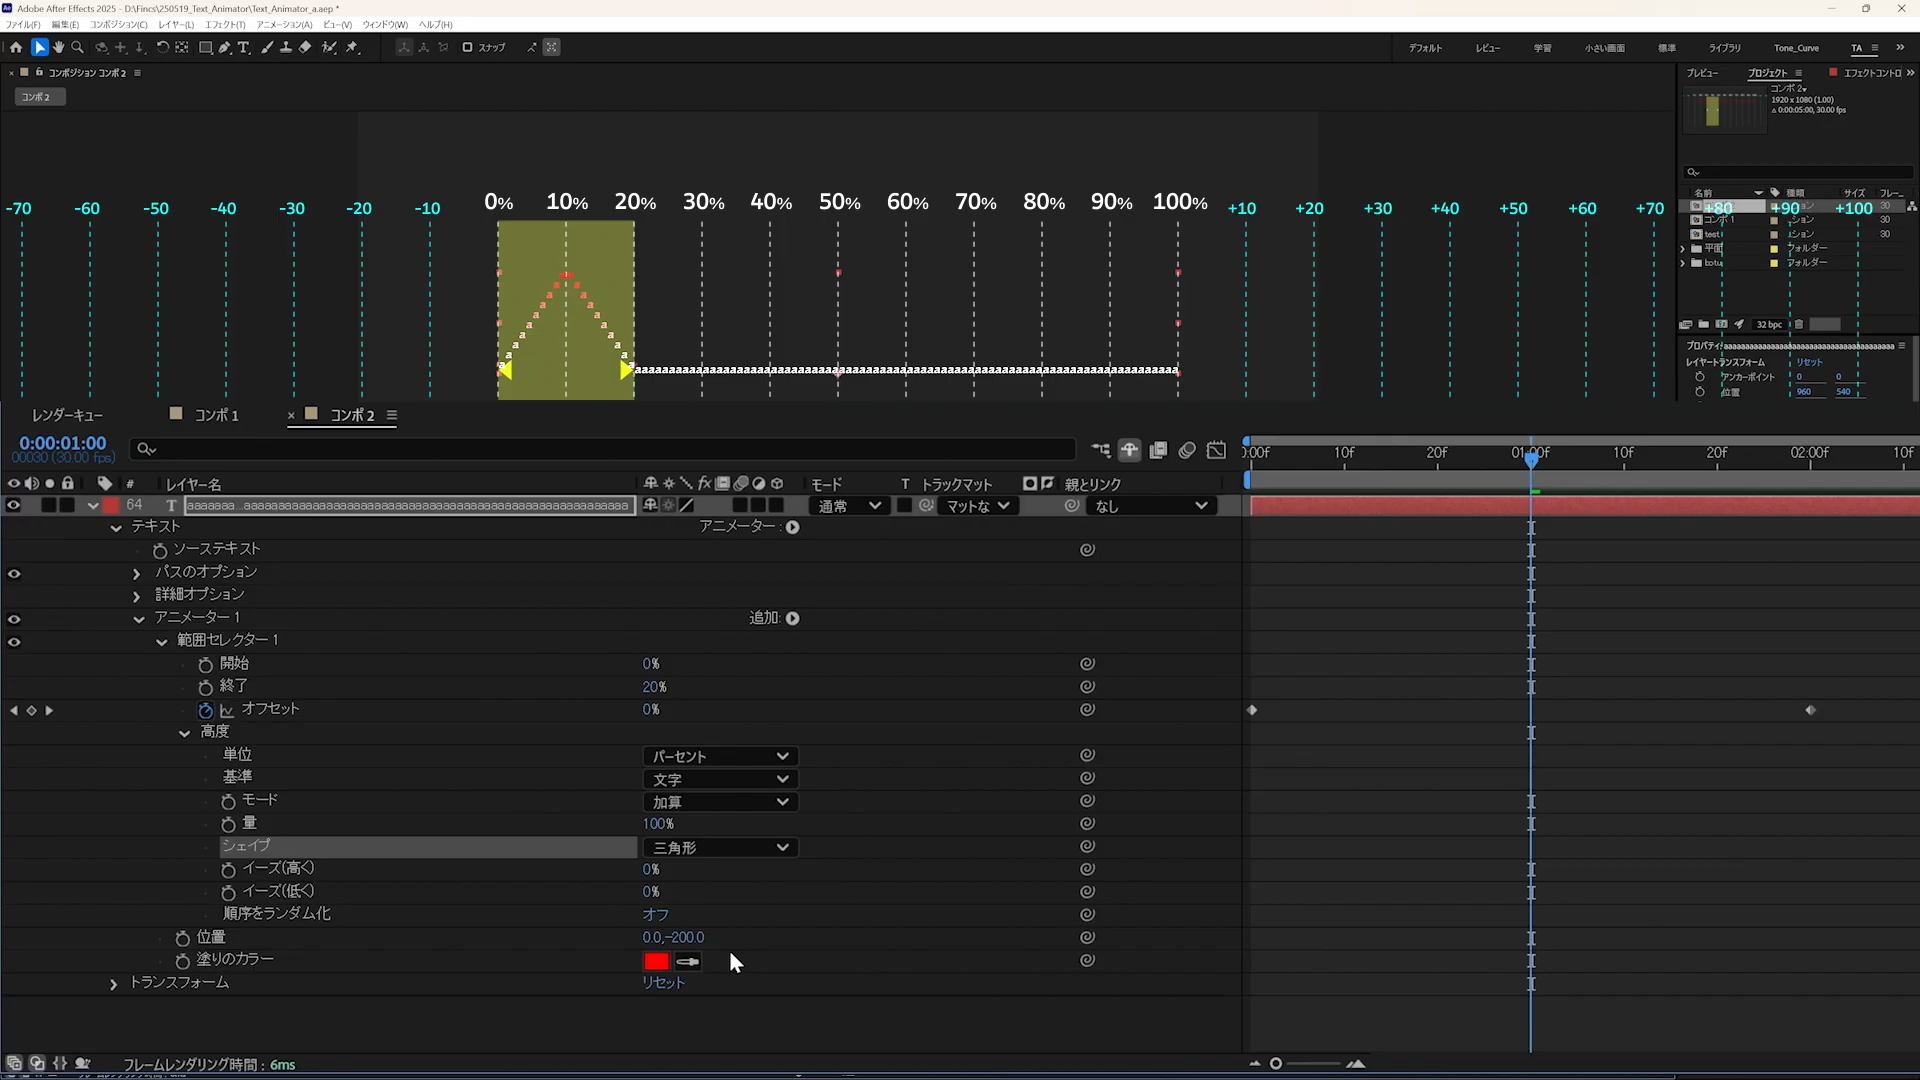 Adobe After Effects 2025 - D:\Fincs\250519_Text_Animator\Text_Animator_a.aep *
ファイル(F) 編集(E) コンポジション(C) レイヤー(L) エフェクト(T) アニメーション(A) ビュー(V) ウィンドウ(W) ヘルプ(H)
スナップ
デフォルト レビュー 学習 小さい画面 標準 ライブラリ Tone_Curve TA
コンポジション コンポ 2
コンポ 2
プレビュー プロジェクト エフェクトコントロ
コンポ 2
1920 x 1080 (1.00)
Δ 0:00:05:00, 30.00 fps
名前 種類 サイズ フレー...
-70 -60 -50 -40 -30 -20 -10 0% 10% 20% 30% 40% 50% 60% 70% 80% 90% 100% +10 +20 +30 +40 +50 +60 +70 +80 +90 +100
30
コンポ 1 30
test 30
平面 フォルダー
フォルダー
32 bpc
プロパティ:
レイヤートランスフォーム リセット
アンカーポイント 0 0
位置 960 540
レンダーキュー コンポ 1 コンポ 2
0:00:01:00
00030 (30.00 fps)
0:00f 10f 20f 01:00f 10f 20f 02:00f 10f
# レイヤー名 モード T トラックマット 親とリンク
64 T 通常 マットな なし
テキスト アニメーター:
ソーステキスト
パスのオプション
詳細オプション
アニメーター 1 追加:
範囲セレクター 1
開始 0%
終了 20%
オフセット 0%
高度
単位 パーセント
基準 文字
モード 加算
量 100%
シェイプ 三角形
イーズ(高く) 0%
イーズ(低く) 0%
順序をランダム化 オフ
位置 0.0,-200.0
塗りのカラー
トランスフォーム リセット
フレームレンダリング時間: 6ms